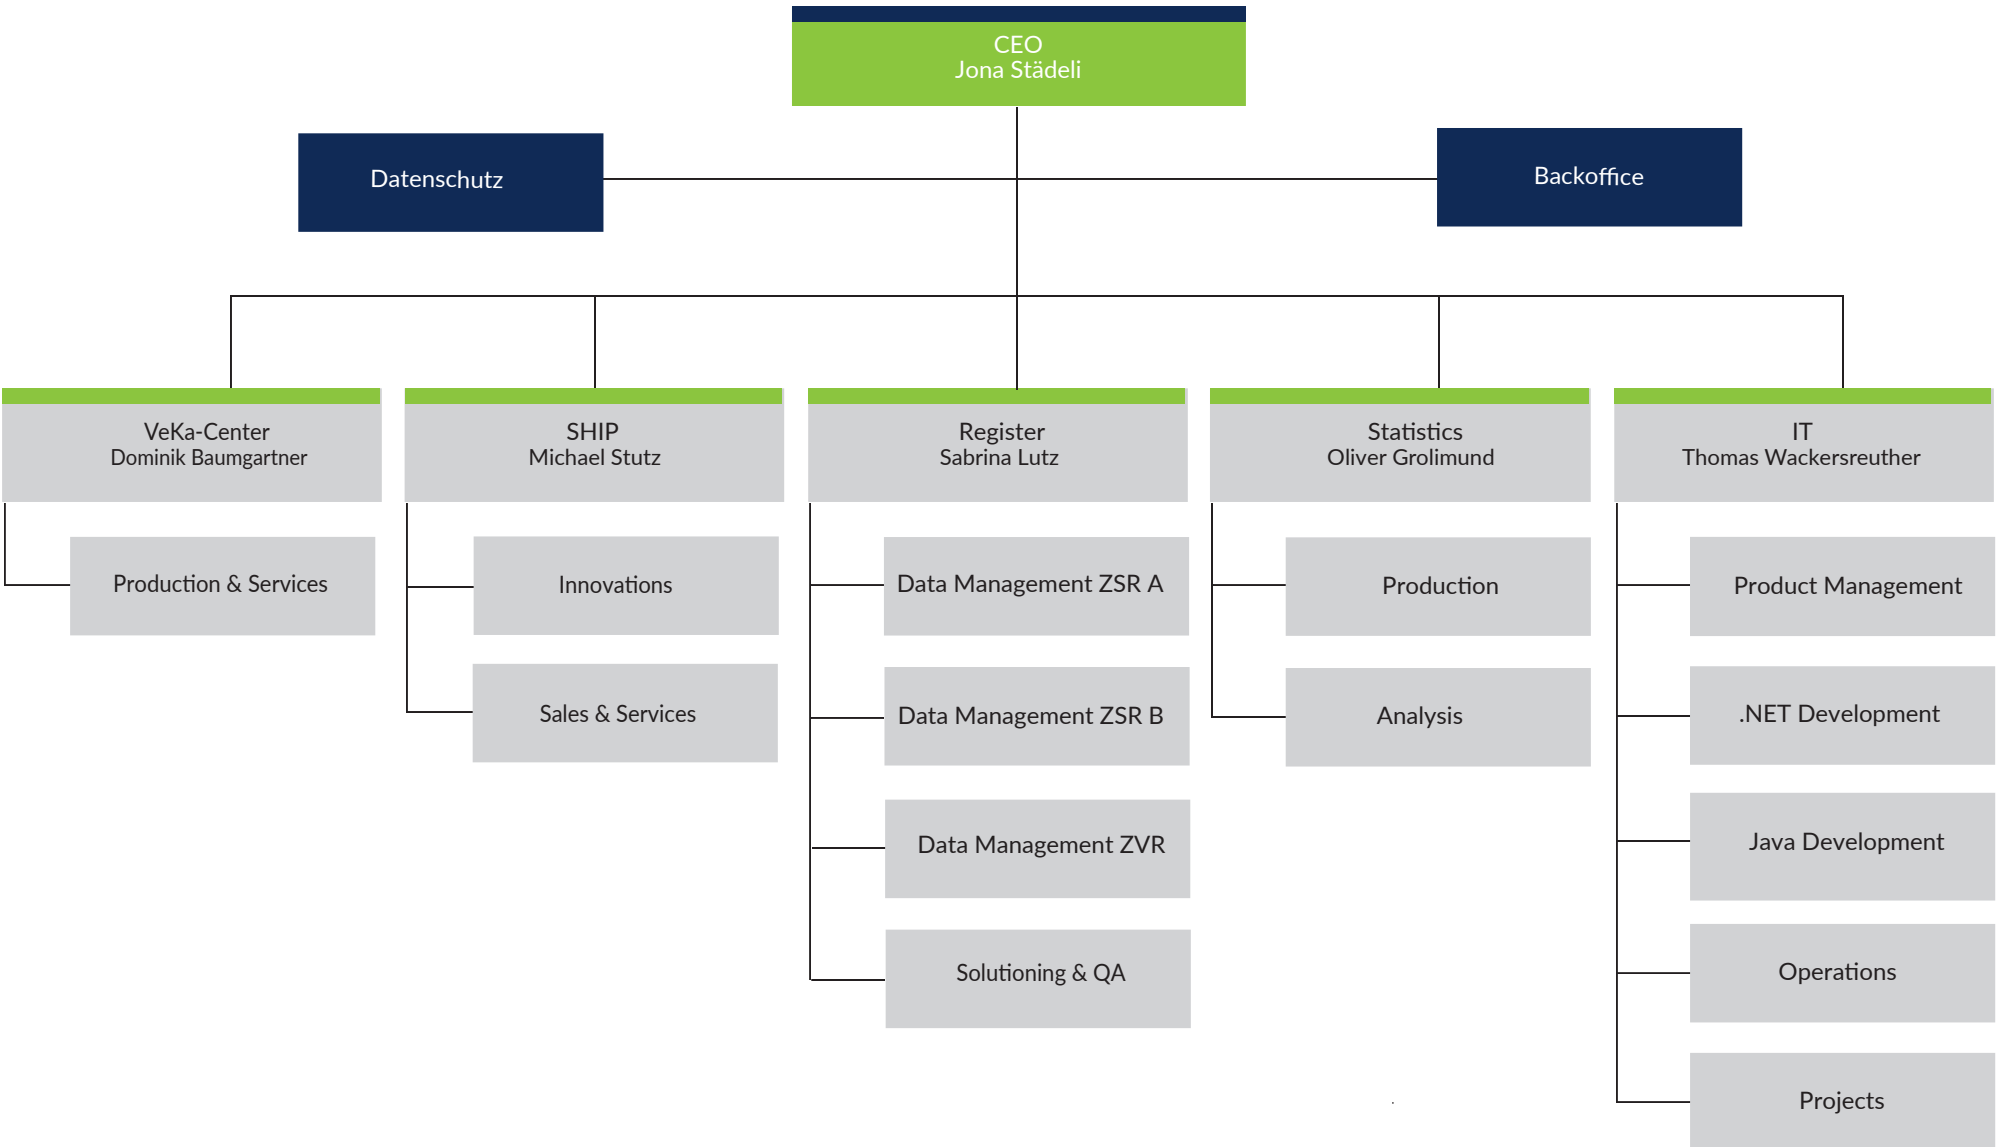 CEO
Jona Städeli
Datenschutz
Backoffice
VeKa-Center
Dominik Baumgartner
SHIP
Michael Stutz
Register
Sabrina Lutz
Statistics
Oliver Grolimund
IT
Thomas Wackersreuther
Production & Services
Innovations
Sales & Services
Data Management ZSR A
Data Management ZSR B
Data Management ZVR
Solutioning & QA
Production
Analysis
Product Management
.NET Development
Java Development
Operations
Projects